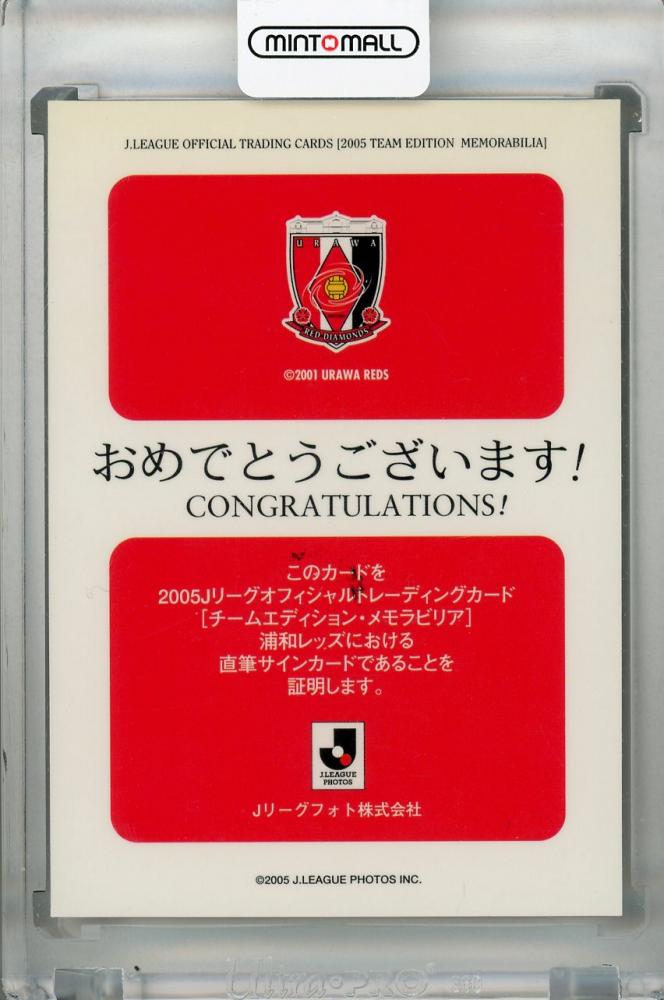 MINTMALL
J.LEAGUE OFFICIAL TRADING CARDS [2005 TEAM EDITION MEMORABILIA]
URAWA
RED DIAMONDS
©2001 URAWA REDS
おめでとうございます!
CONGRATULATIONS!
このカードを
2005Jリーグオフィシャルトレーディングカード
[チームエディション・メモラビリア]
浦和レッズにおける
直筆サインカードであることを
証明します。
J.LEAGUE
PHOTOS
Jリーグフォト株式会社
©2005 J.LEAGUE PHOTOS INC.
Ultra·PRO